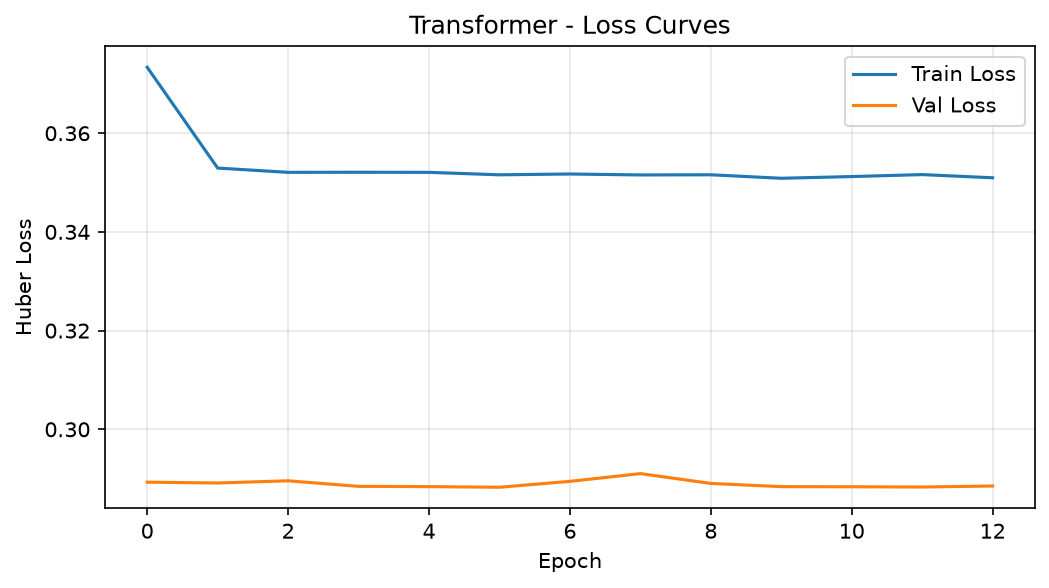 Transformer - Loss Curves
Train Loss
Val Loss
Huber Loss
0.36
0.34
0.32
0.30
0 2 4 6 8 10 12
Epoch